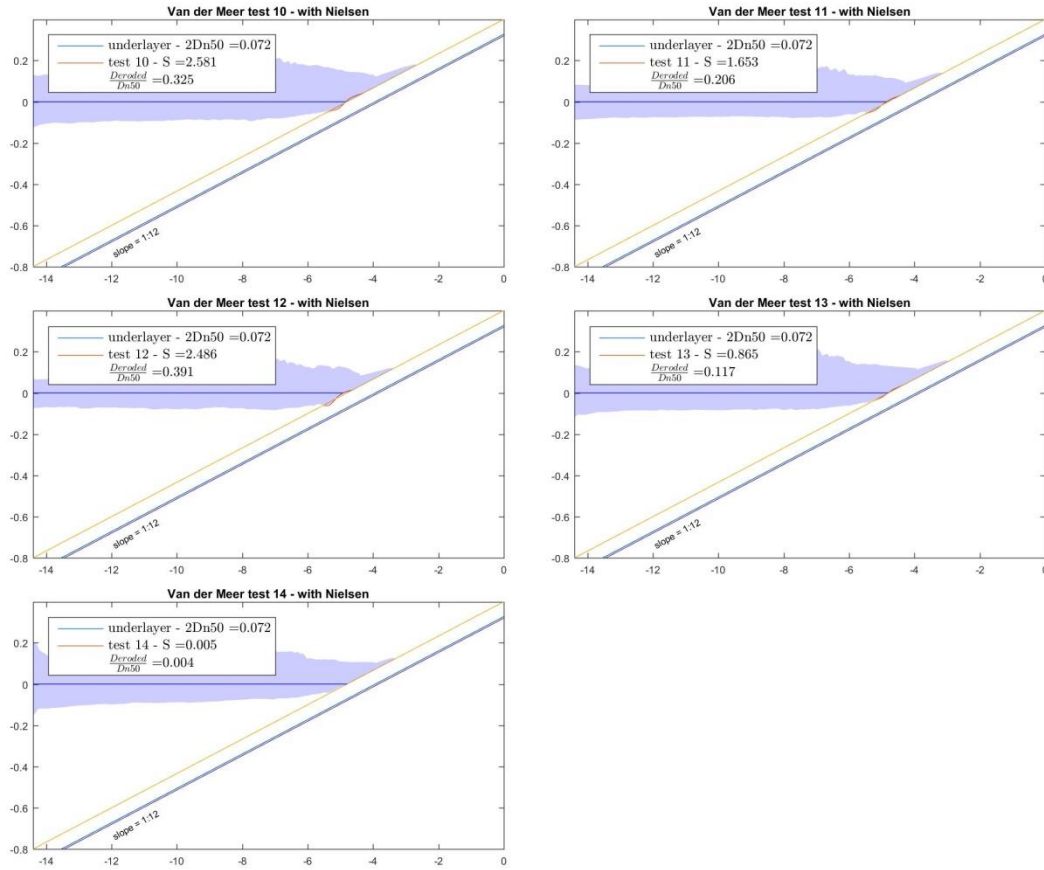 Van der Meer test 10 - with Nielsen
underlayer - 2Dn50 =0.072
test 10 - S =2.581
Deroded
Dn50
=0.325
0.2
0
-0.2
-0.4
-0.6
-0.8
slope = 1:12
-14 -12 -10 -8 -6 -4 -2 0
Van der Meer test 11 - with Nielsen
underlayer - 2Dn50 =0.072
test 11 - S =1.653
Deroded
Dn50
=0.206
0.2
0
-0.2
-0.4
-0.6
-0.8
slope = 1:12
-14 -12 -10 -8 -6 -4 -2 0
Van der Meer test 12 - with Nielsen
underlayer - 2Dn50 =0.072
test 12 - S =2.486
Deroded
Dn50
=0.391
0.2
0
-0.2
-0.4
-0.6
-0.8
slope = 1:12
-14 -12 -10 -8 -6 -4 -2 0
Van der Meer test 13 - with Nielsen
underlayer - 2Dn50 =0.072
test 13 - S =0.865
Deroded
Dn50
=0.117
0.2
0
-0.2
-0.4
-0.6
-0.8
slope = 1:12
-14 -12 -10 -8 -6 -4 -2 0
Van der Meer test 14 - with Nielsen
underlayer - 2Dn50 =0.072
test 14 - S =0.005
Deroded
Dn50
=0.004
0.2
0
-0.2
-0.4
-0.6
-0.8
slope = 1:12
-14 -12 -10 -8 -6 -4 -2 0